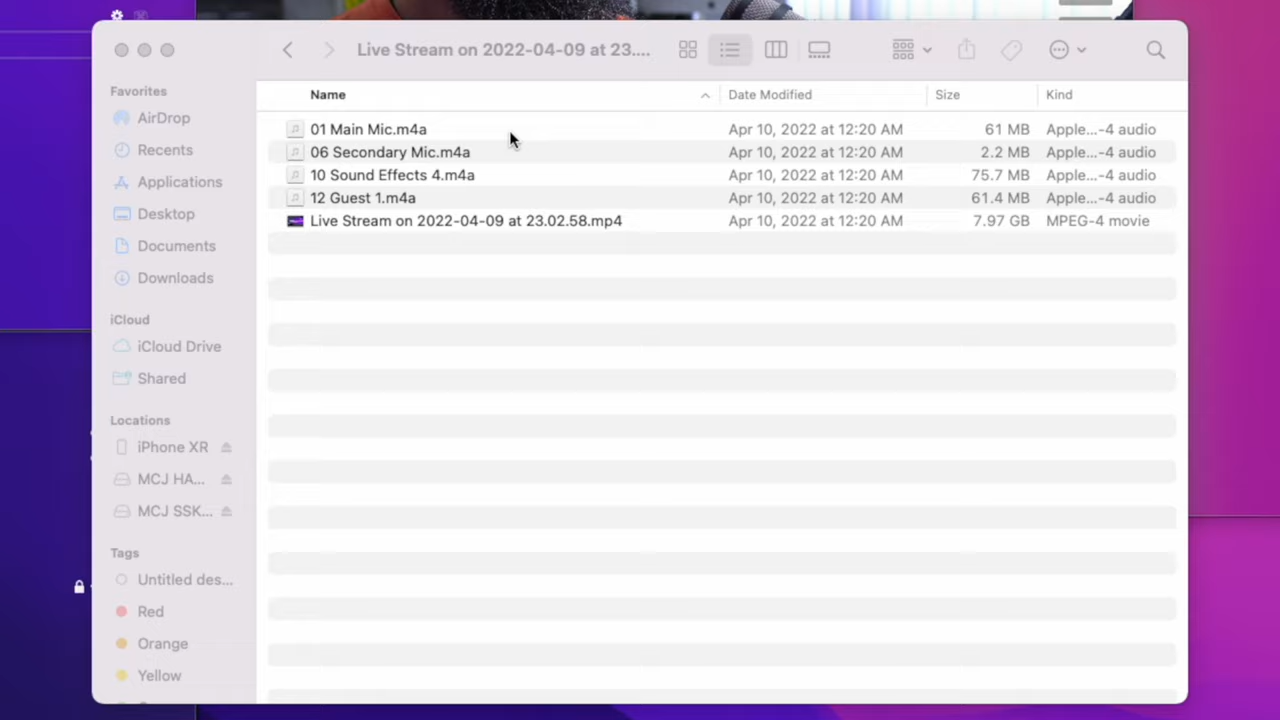 Live Stream on 2022-04-09 at 23....
Favorites
AirDrop
Recents
Applications
Desktop
Documents
Downloads
iCloud
iCloud Drive
Shared
Locations
iPhone XR
MCJ HA...
MCJ SSK...
Tags
Untitled des...
Red
Orange
Yellow
Name Date Modified Size Kind
01 Main Mic.m4a Apr 10, 2022 at 12:20 AM 61 MB Apple...-4 audio
06 Secondary Mic.m4a Apr 10, 2022 at 12:20 AM 2.2 MB Apple...-4 audio
10 Sound Effects 4.m4a Apr 10, 2022 at 12:20 AM 75.7 MB Apple...-4 audio
12 Guest 1.m4a Apr 10, 2022 at 12:20 AM 61.4 MB Apple...-4 audio
Live Stream on 2022-04-09 at 23.02.58.mp4 Apr 10, 2022 at 12:20 AM 7.97 GB MPEG-4 movie